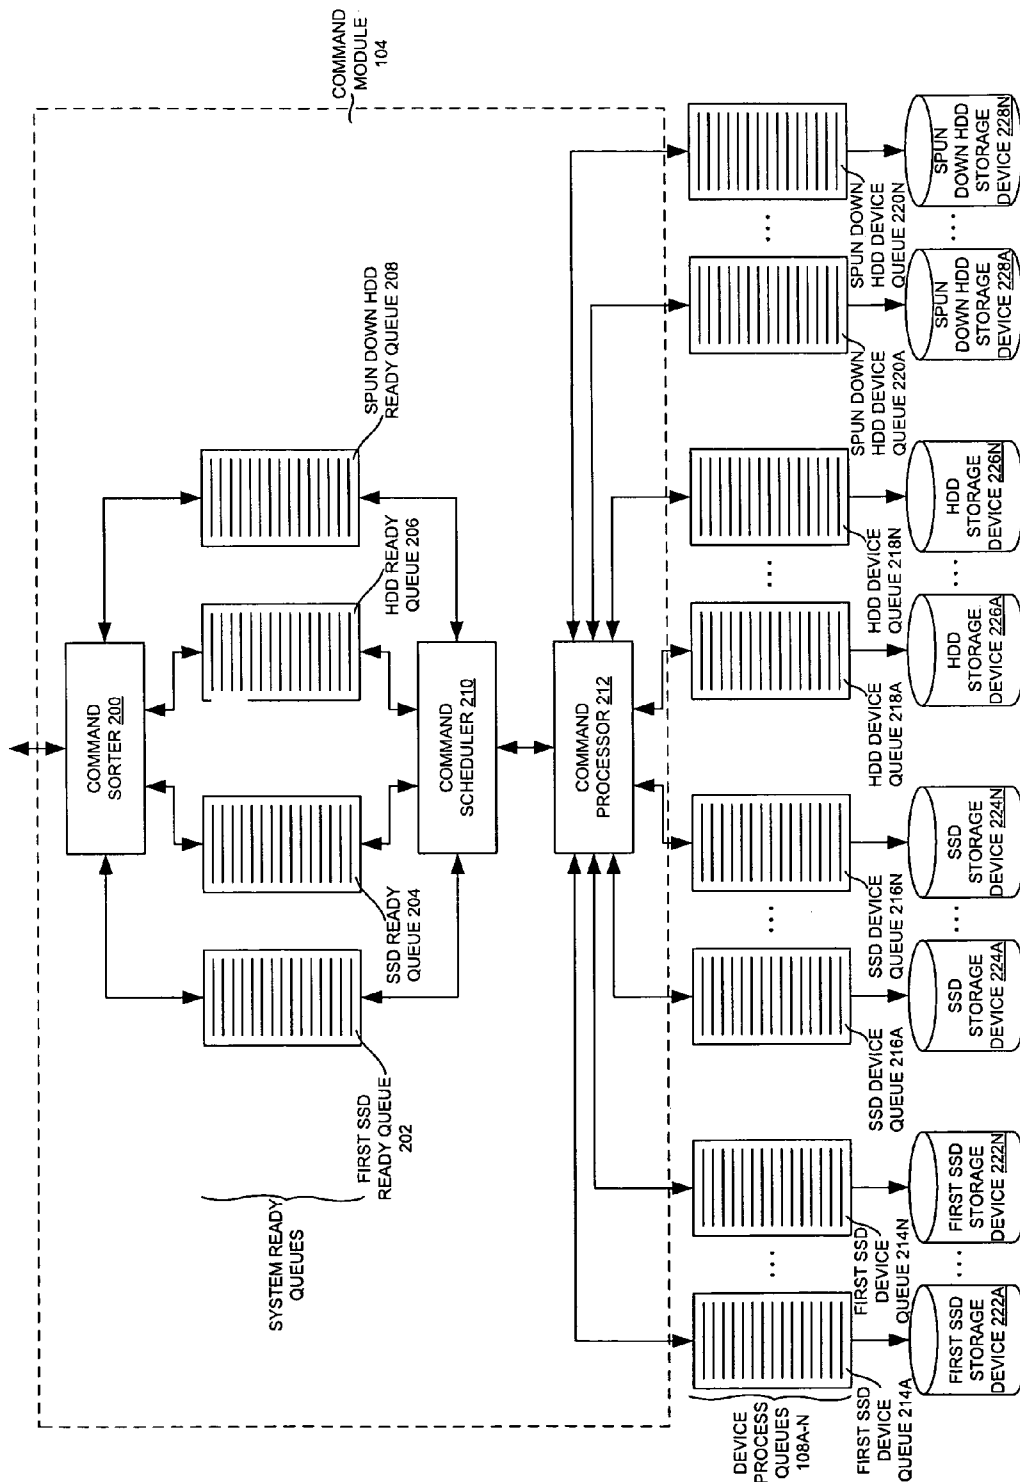 COMMAND
MODULE
104
COMMAND
SORTER 200
FIRST SSD
READY QUEUE
202
SSD READY
QUEUE 204
HDD READY
QUEUE 206
SPUN DOWN HDD
READY QUEUE 208
SYSTEM READY
QUEUES
COMMAND
SCHEDULER 210
COMMAND
PROCESSOR 212
DEVICE
PROCESS
QUEUES
108A-N
FIRST SSD
DEVICE
QUEUE 214A
...
FIRST SSD
DEVICE
QUEUE 214N
SSD DEVICE
QUEUE 216A
...
SSD DEVICE
QUEUE 216N
HDD DEVICE
QUEUE 218A
...
HDD DEVICE
QUEUE 218N
SPUN DOWN
HDD DEVICE
QUEUE 220A
...
SPUN DOWN
HDD DEVICE
QUEUE 220N
FIRST SSD
STORAGE
DEVICE 222A
...
FIRST SSD
STORAGE
DEVICE 222N
SSD
STORAGE
DEVICE 224A
...
SSD
STORAGE
DEVICE 224N
HDD
STORAGE
DEVICE 226A
...
HDD
STORAGE
DEVICE 226N
SPUN
DOWN HDD
STORAGE
DEVICE 228A
...
SPUN
DOWN HDD
STORAGE
DEVICE 228N